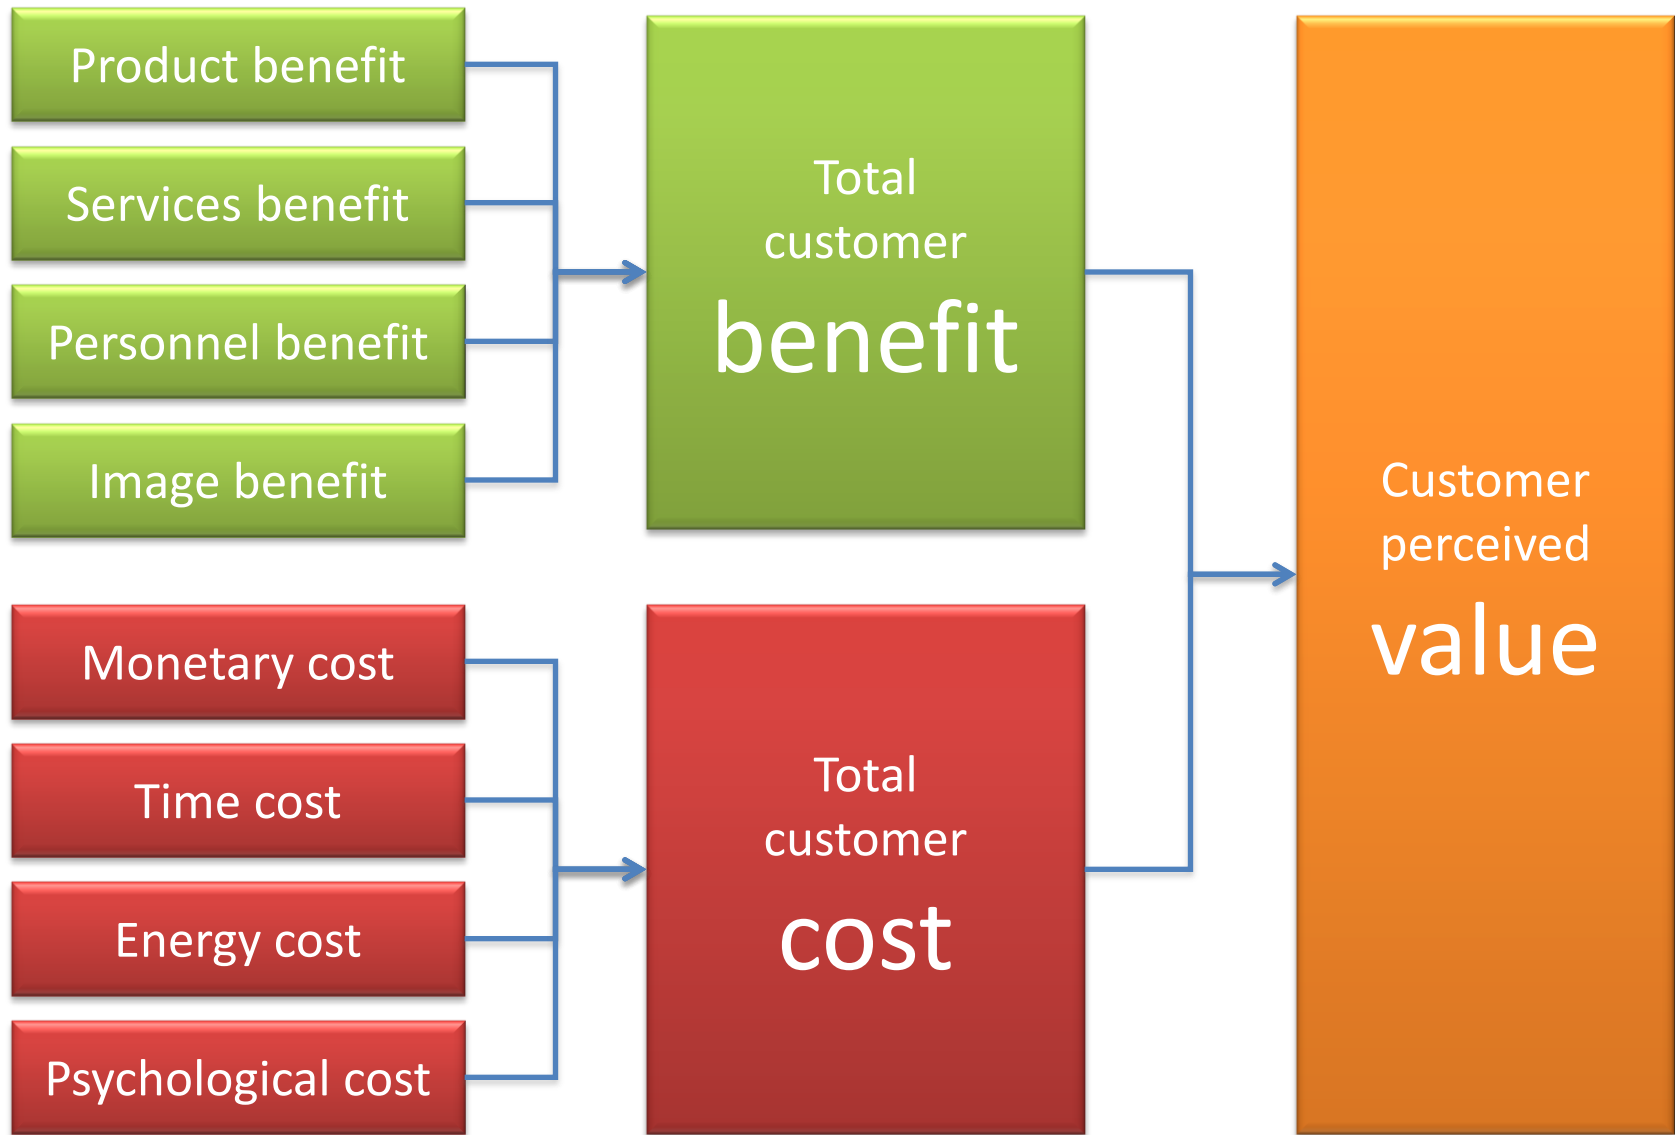 Product benefit
Services benefit
Personnel benefit
Image benefit
Total
customer
benefit
Monetary cost
Time cost
Energy cost
Psychological cost
Total
customer
cost
Customer
perceived
value